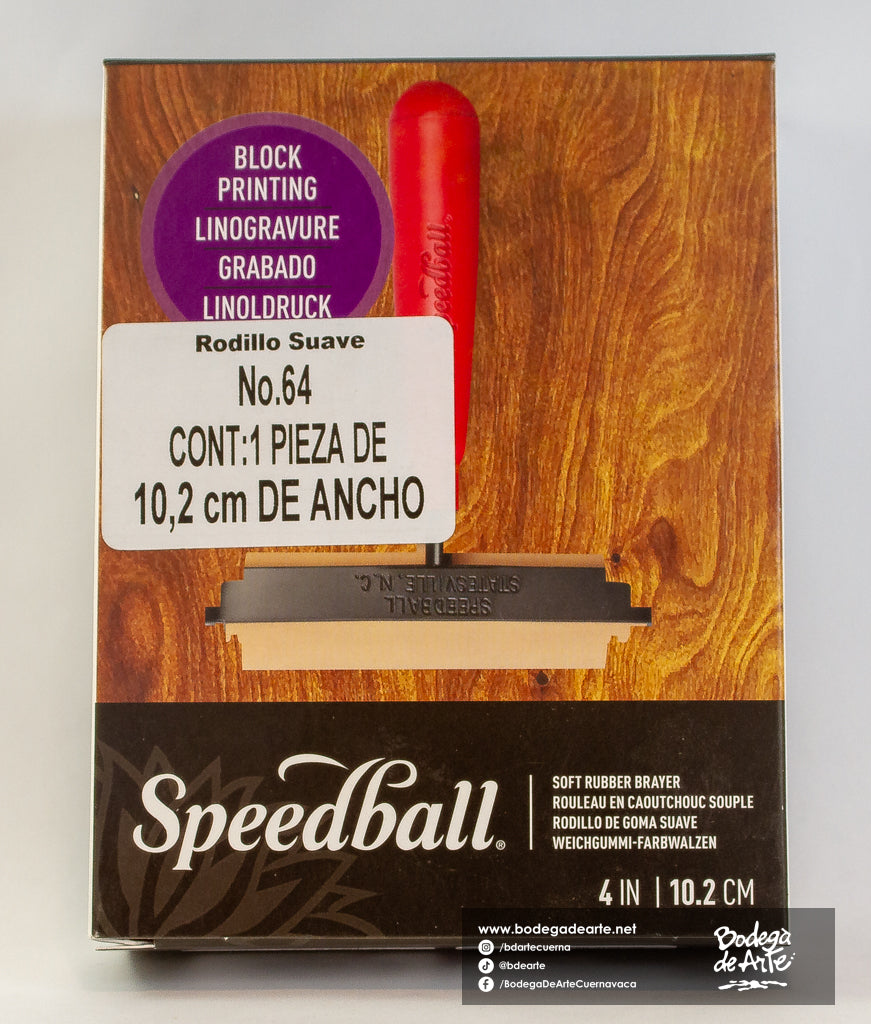 BLOCK
PRINTING
LINOGRAVURE
GRABADO
LINOLDRUCK
Speedball®
Rodillo Suave
No.64
CONT:1 PIEZA DE
10,2 cm DE ANCHO
SPEEDBALL
STATESVILLE, N.C.
Speedball®
SOFT RUBBER BRAYER
ROULEAU EN CAOUTCHOUC SOUPLE
RODILLO DE GOMA SUAVE
WEICHGUMMI-FARBWALZEN
4 IN | 10.2 CM
www.bodegadearte.net
/bdartecuerna
@bdearte
/BodegaDeArteCuernavaca
Bodega
de Arte